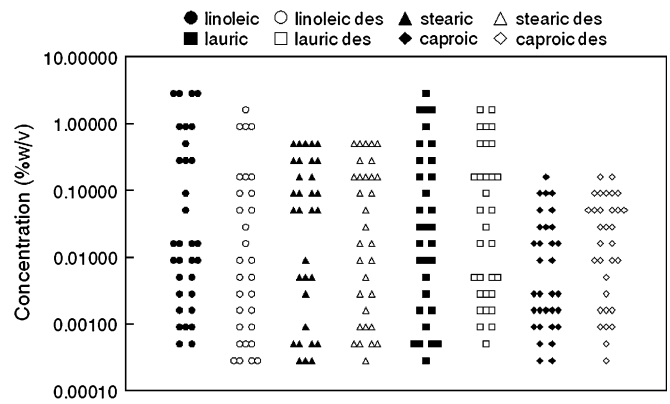 linoleic linoleic des stearic stearic des
lauric lauric des caproic caproic des
10.00000
1.00000
0.10000
0.01000
0.00100
0.00010
Concentration (%w/v)